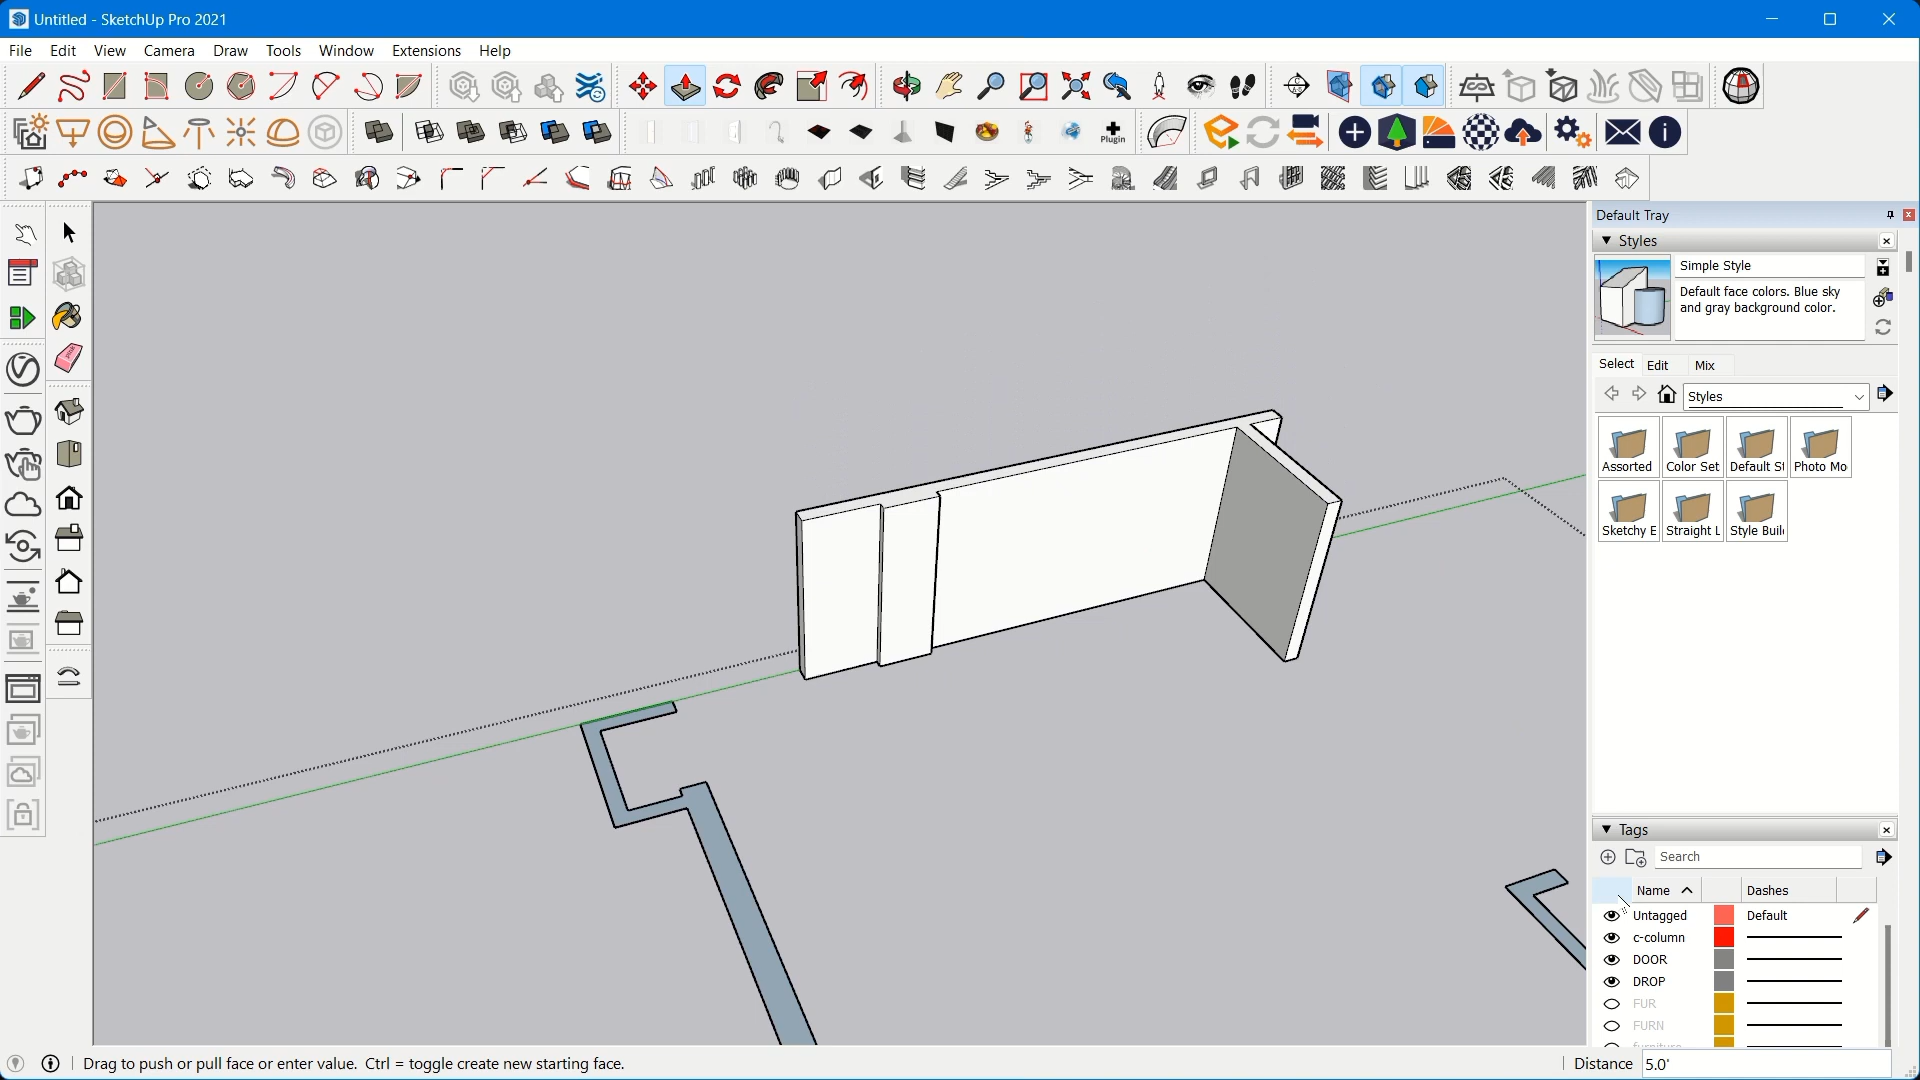 Untitled - SketchUp Pro 2021
File Edit View Camera Draw Tools Window Extensions Help
Plugin
Default Tray
Styles
Simple Style
Default face colors. Blue sky
and gray background color.
Select Edit Mix
Styles
Assorted Color Set Default St Photo Mo
Sketchy E Straight L Style Buil
Tags
Search
Name Dashes
Untagged Default
c-column
DOOR
DROP
FUR
FURN
furniture
Drag to push or pull face or enter value. Ctrl = toggle create new starting face.
Distance 5.0'